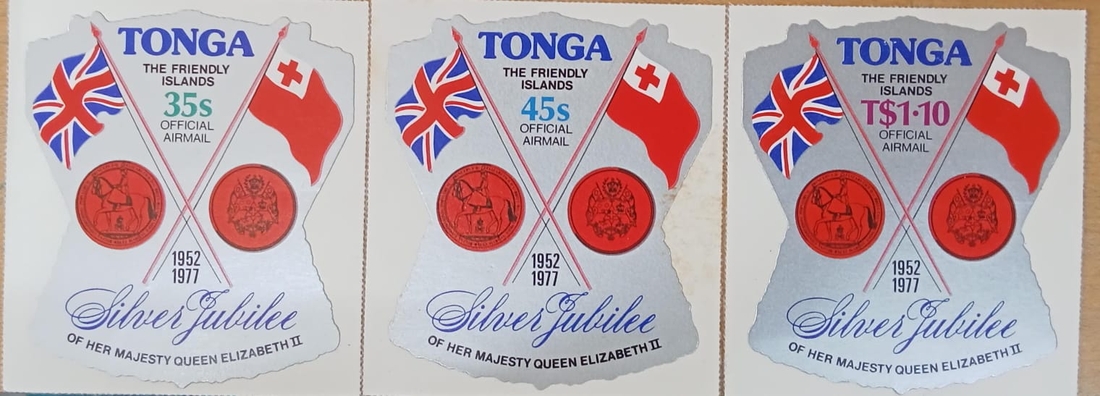 TONGA
THE FRIENDLY
ISLANDS
35s
OFFICIAL
AIRMAIL
1952
1977
Silver Jubilee
OF HER MAJESTY QUEEN ELIZABETH II
TONGA
THE FRIENDLY
ISLANDS
45s
OFFICIAL
AIRMAIL
1952
1977
Silver Jubilee
OF HER MAJESTY QUEEN ELIZABETH II
TONGA
THE FRIENDLY
ISLANDS
T$1·10
OFFICIAL
AIRMAIL
1952
1977
Silver Jubilee
OF HER MAJESTY QUEEN ELIZABETH II